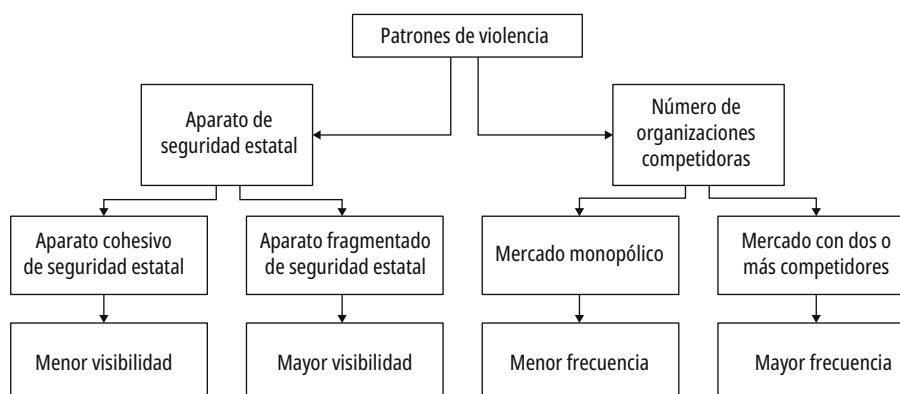 Patrones de violencia
Aparato de
seguridad estatal
Número de
organizaciones
competidoras
Aparato cohesivo
de seguridad estatal
Aparato fragmentado
de seguridad estatal
Mercado monopólico
Mercado con dos o
más competidores
Menor visibilidad
Mayor visibilidad
Menor frecuencia
Mayor frecuencia